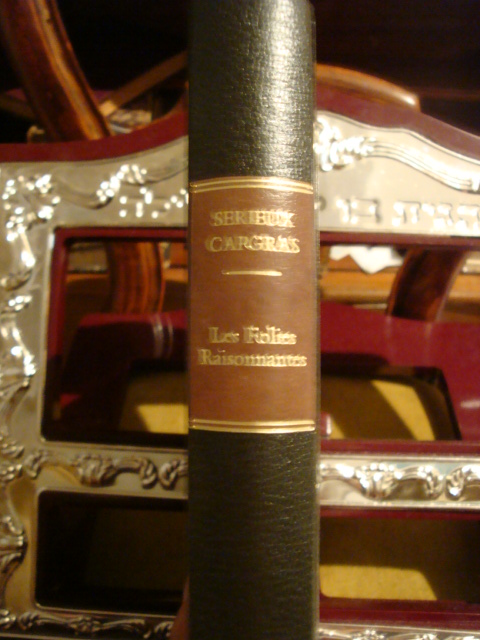 SERIEUX
CAPGRAS
Les Folies
Raisonnantes